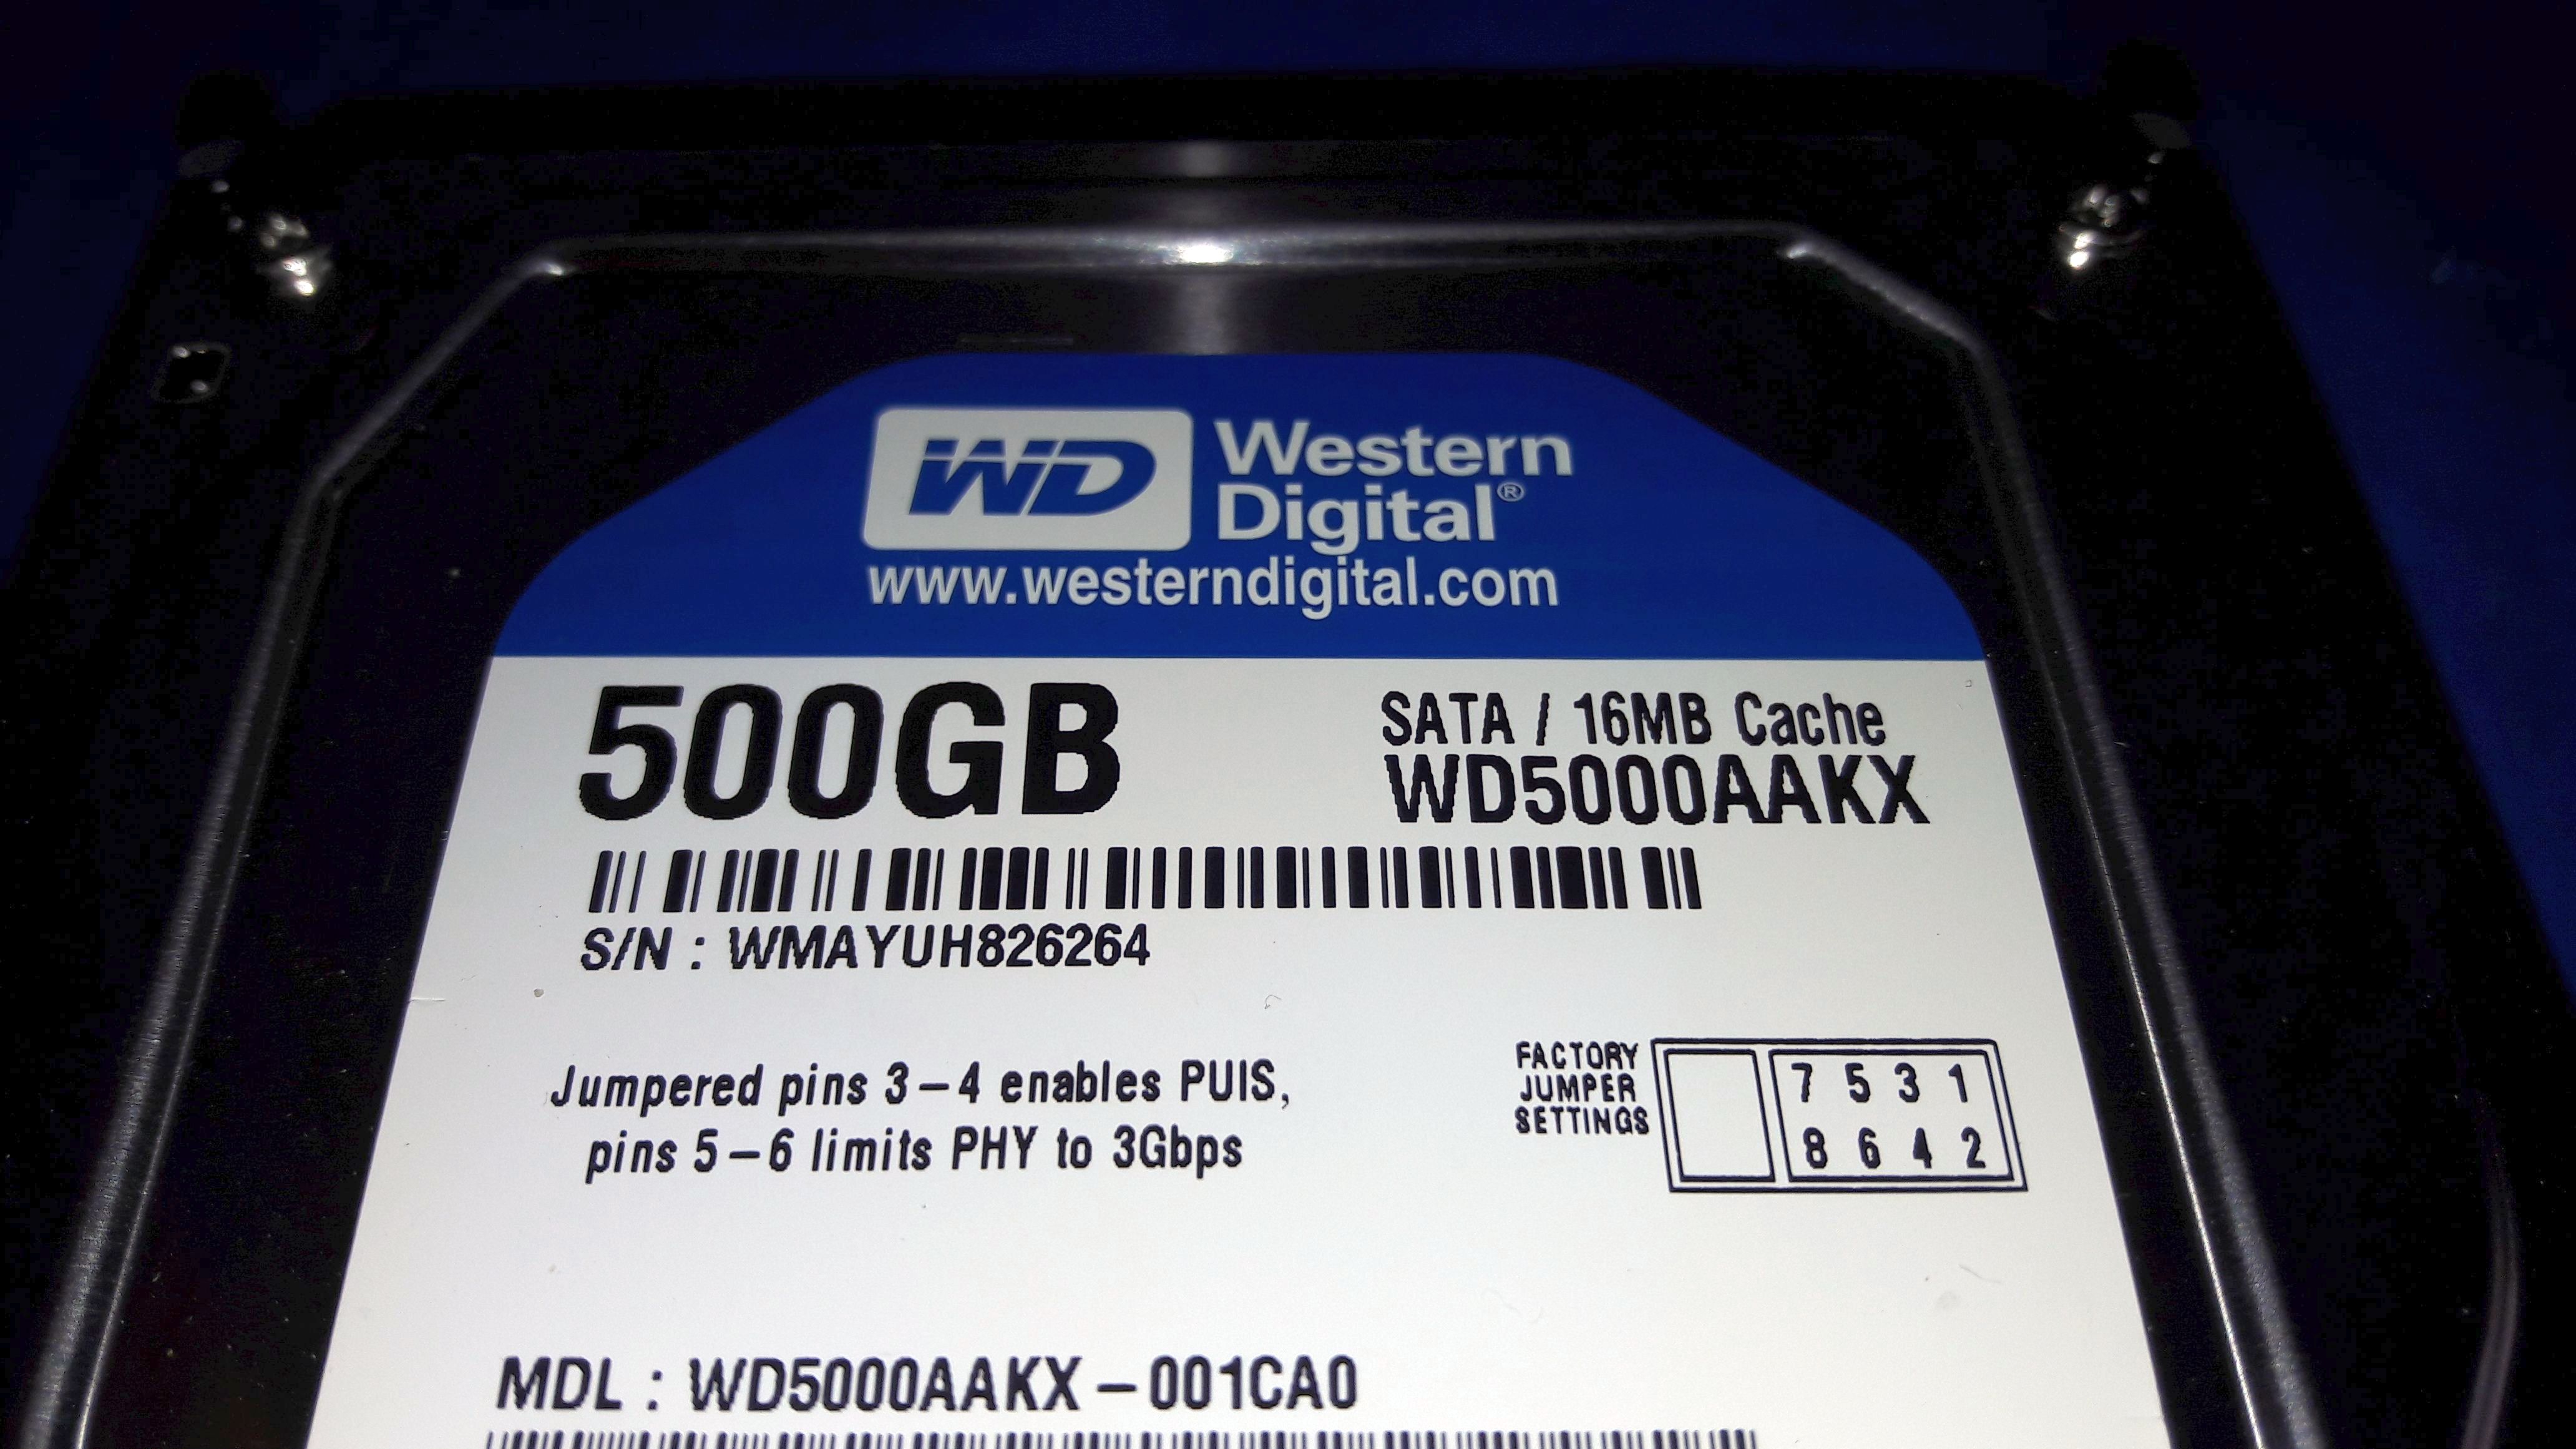 WD Western
Digital®
www.westerndigital.com
500GB
SATA / 16MB Cache
WD5000AAKX
S/N : WMAYUH826264
Jumpered pins 3-4 enables PUIS,
pins 5-6 limits PHY to 3Gbps
FACTORY
JUMPER
SETTINGS
7 5 3 1
8 6 4 2
MDL : WD5000AAKX-001CA0